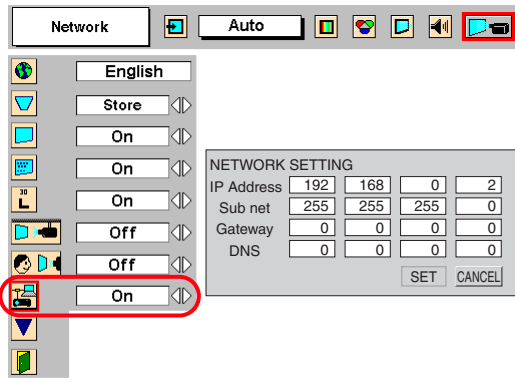 Network Auto
English
Store
On
On
30
L
On
Off
Off
On
NETWORK SETTING
IP Address 192 168 0 2
Sub net 255 255 255 0
Gateway 0 0 0 0
DNS 0 0 0 0
SET CANCEL